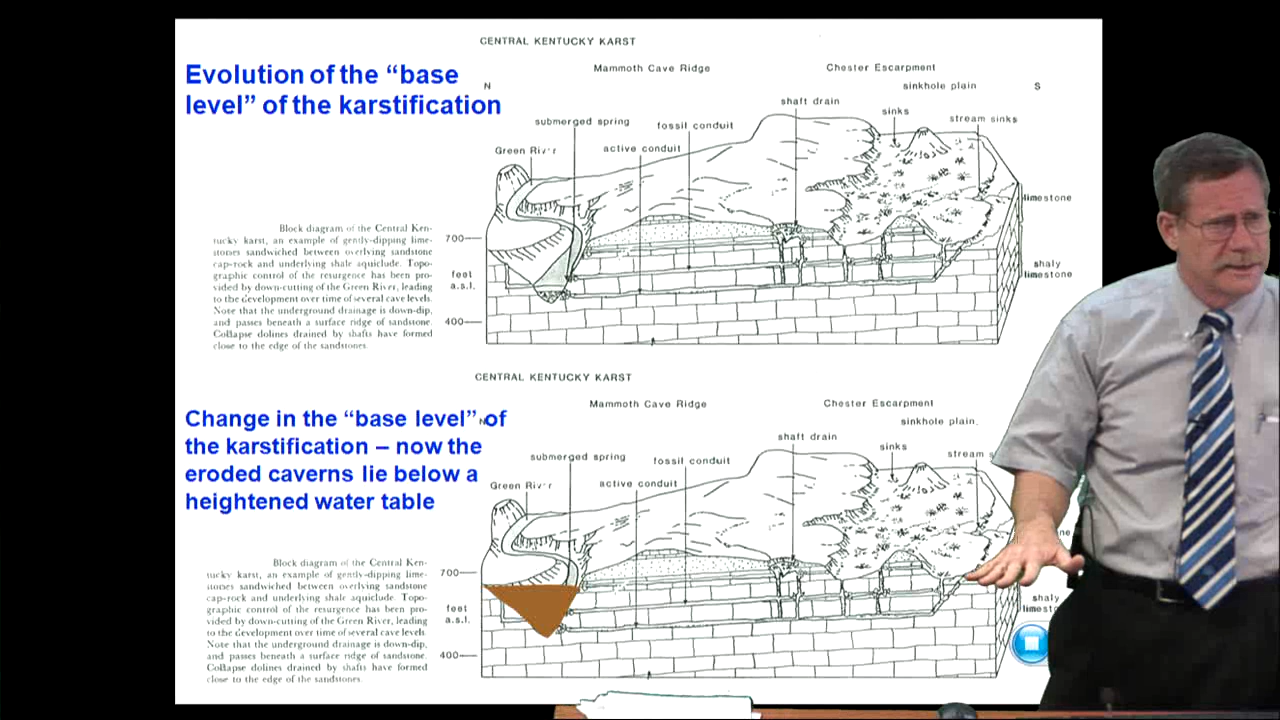 CENTRAL KENTUCKY KARST
Evolution of the “base
level” of the karstification
Mammoth Cave Ridge
Chester Escarpment
N
sinkhole plain
S
shaft drain
sinks
submerged spring
fossil conduit
stream sinks
Green River
active conduit
limestone
Block diagram of the Central Ken-
tucky karst, an example of gently-dipping lime-
stones sandwiched between overlying sandstone
cap-rock and underlying shale aquiclude. Topo-
graphic control of the resurgence has been pro-
vided by down-cutting of the Green River, leading
to the development over time of several cave levels.
Note that the underground drainage is down-dip,
and passes beneath a surface ridge of sandstone.
Collapse dolines drained by shafts have formed
close to the edge of the sandstones.
700
feet
a.s.l.
400
shaly
limestone
CENTRAL KENTUCKY KARST
Change in the “base level” of
the karstification – now the
eroded caverns lie below a
heightened water table
Mammoth Cave Ridge
Chester Escarpment
sinkhole plain
shaft drain
sinks
submerged spring
fossil conduit
stream s
Green River
active conduit
Block diagram of the Central Ken-
tucky karst, an example of gently-dipping lime-
stones sandwiched between overlying sandstone
cap-rock and underlying shale aquiclude. Topo-
graphic control of the resurgence has been pro-
vided by down-cutting of the Green River, leading
to the development over time of several cave levels.
Note that the underground drainage is down-dip,
and passes beneath a surface ridge of sandstone.
Collapse dolines drained by shafts have formed
close to the edge of the sandstones.
700
feet
a.s.l.
400
shaly
limesto